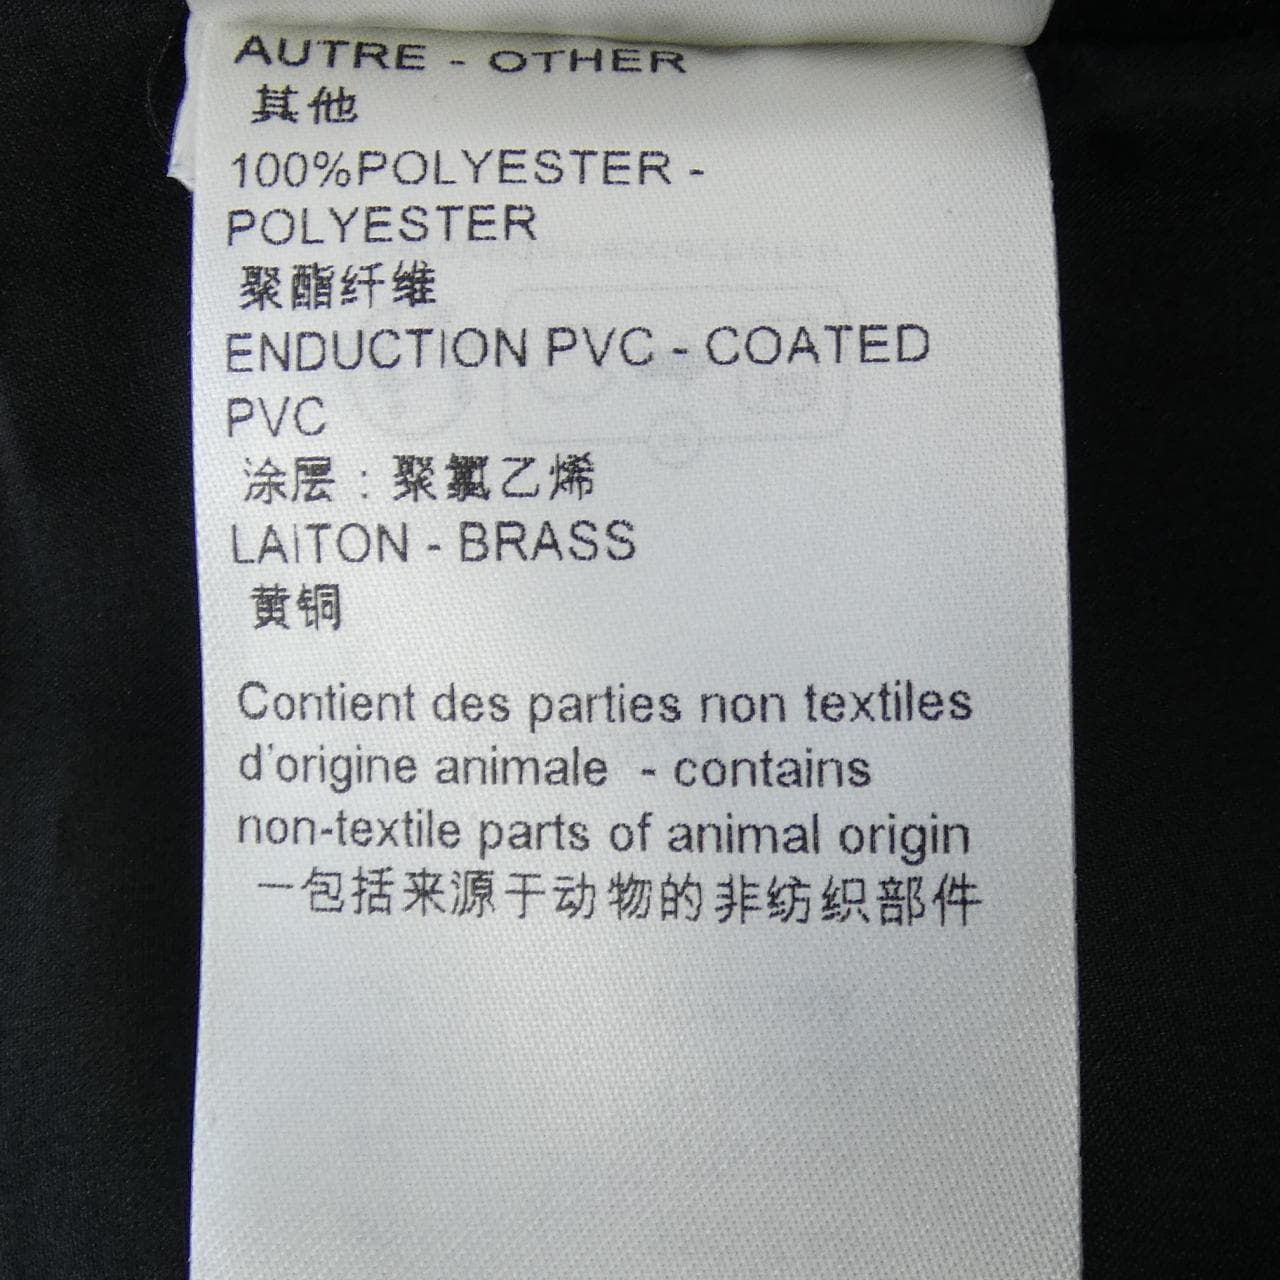 AUTRE - OTHER
其他
100%POLYESTER -
POLYESTER
聚酯纤维
ENDUCTION PVC - COATED
PVC
涂层：聚氯乙烯
LAITON - BRASS
黄铜
Contient des parties non textiles
d'origine animale - contains
non-textile parts of animal origin
一包括来源于动物的非纺织部件